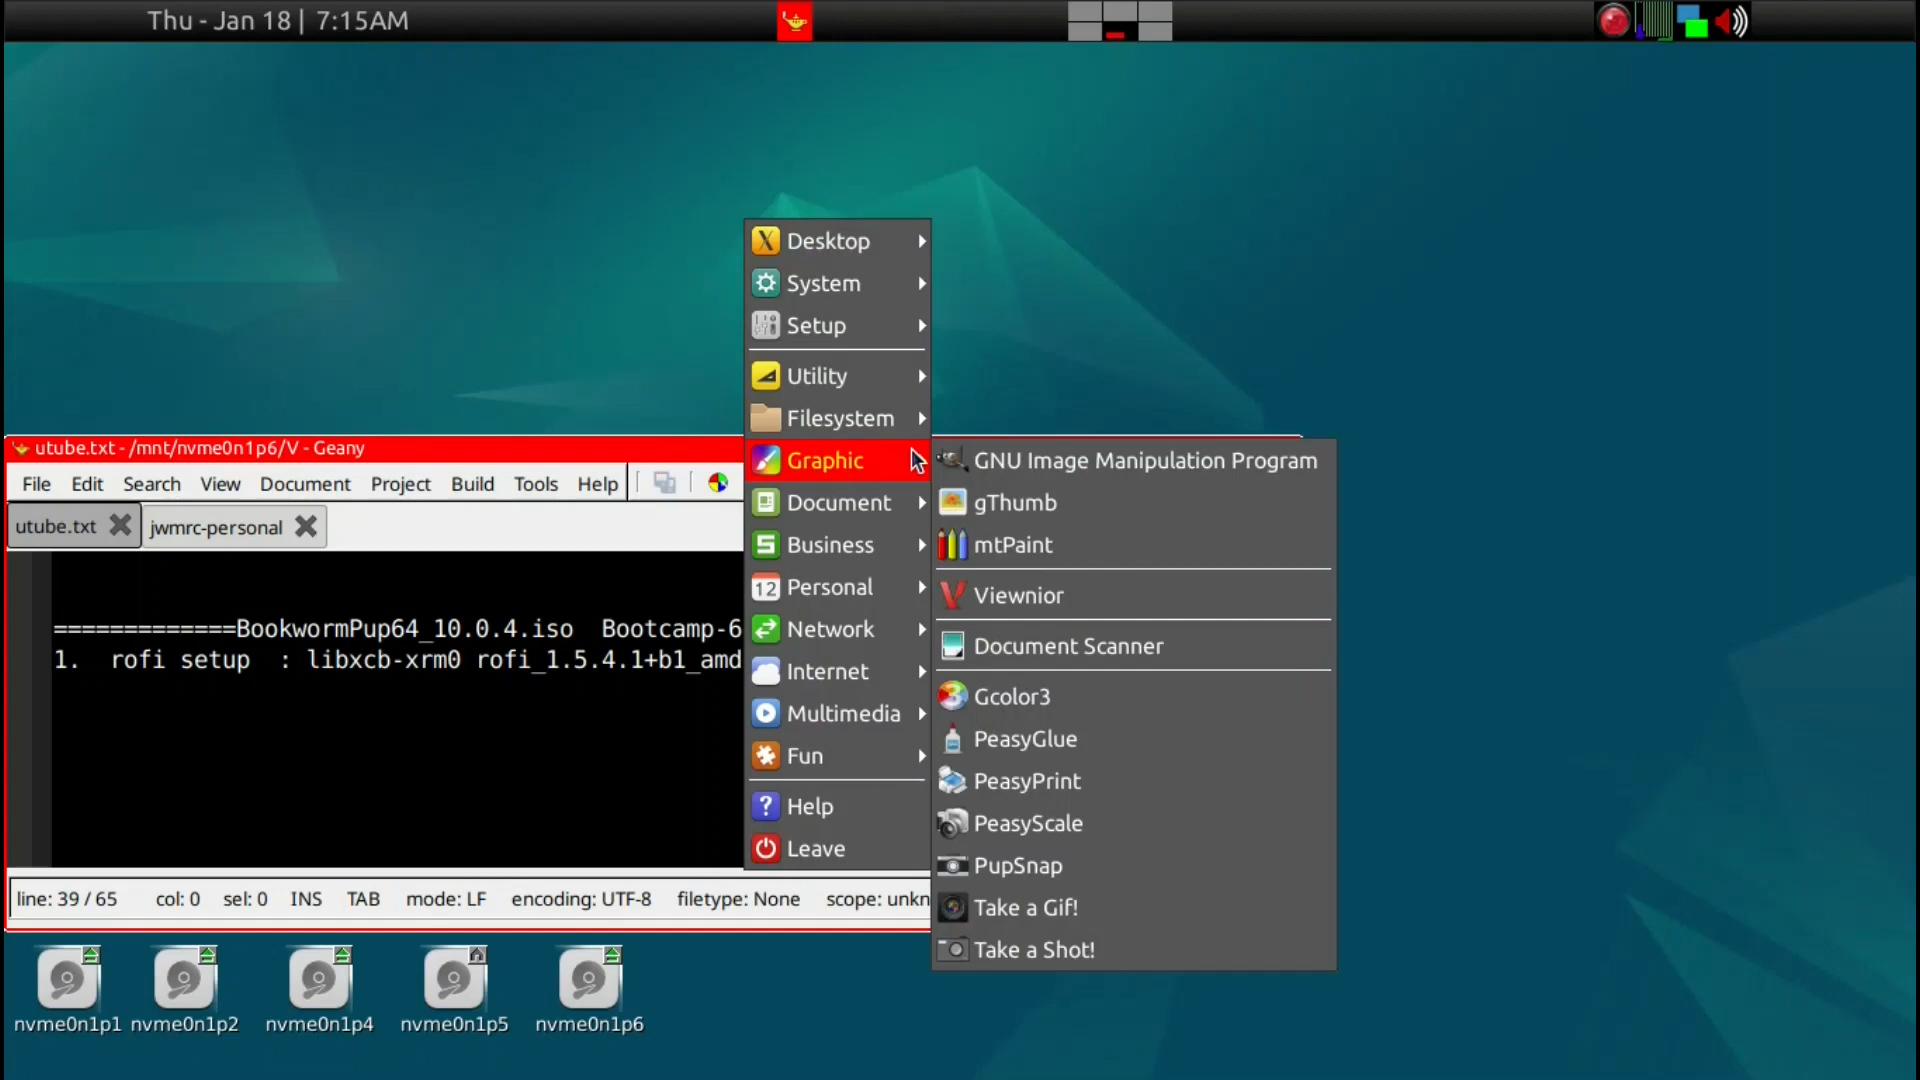 Thu - Jan 18 | 7:15AM
Desktop
System
Setup
Utility
Filesystem
Graphic
Document
Business
Personal
Network
Internet
Multimedia
Fun
Help
Leave
GNU Image Manipulation Program
gThumb
mtPaint
Viewnior
Document Scanner
Gcolor3
PeasyGlue
PeasyPrint
PeasyScale
PupSnap
Take a Gif!
Take a Shot!
utube.txt - /mnt/nvme0n1p6/V - Geany
File Edit Search View Document Project Build Tools Help
utube.txt jwmrc-personal
=============BookwormPup64_10.0.4.iso Bootcamp-6
1. rofi setup : libxcb-xrm0 rofi_1.5.4.1+b1_amd
line: 39 / 65 col: 0 sel: 0 INS TAB mode: LF encoding: UTF-8 filetype: None scope: unkn
nvme0n1p1 nvme0n1p2 nvme0n1p4 nvme0n1p5 nvme0n1p6